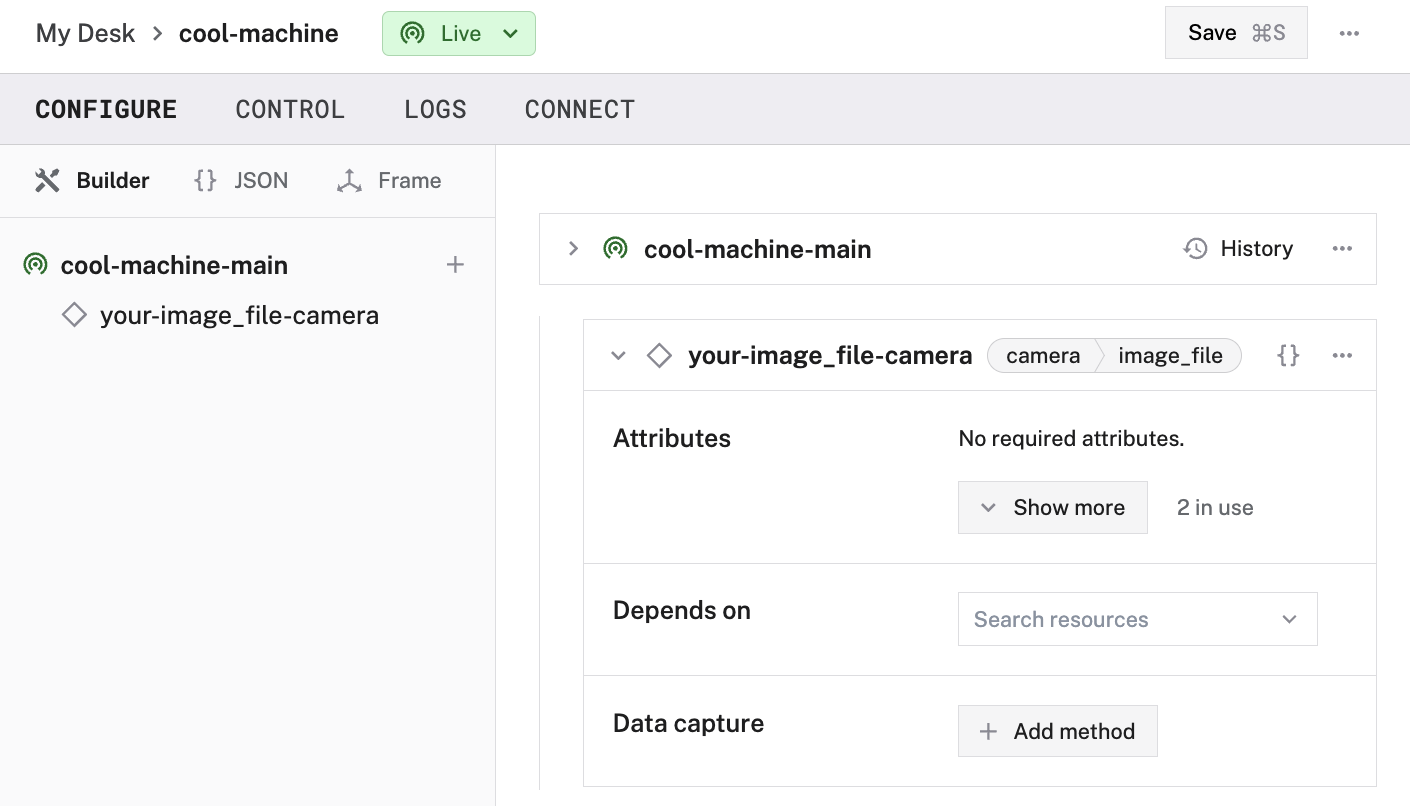 My Desk > cool-machine Live Save ⌘S ···
CONFIGURE CONTROL LOGS CONNECT
Builder {} JSON Frame
cool-machine-main +
your-image_file-camera
cool-machine-main History ···
your-image_file-camera camera image_file {} ···
Attributes No required attributes.
Show more 2 in use
Depends on Search resources
Data capture + Add method